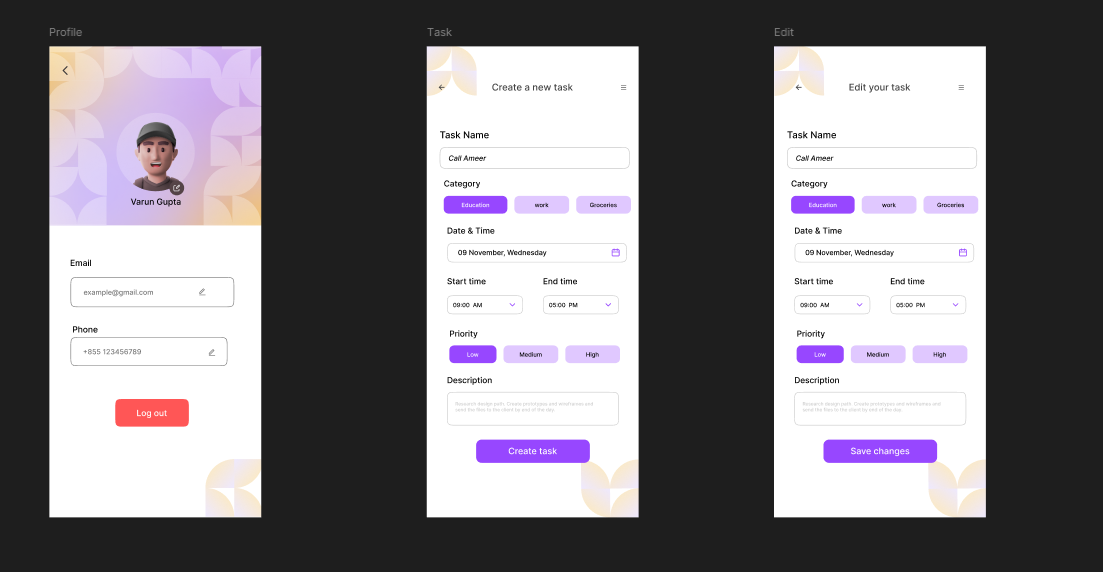 Profile
Varun Gupta
Email
example@gmail.com
Phone
+855 123456789
Log out
Task
Create a new task
Task Name
Call Ameer
Category
Education work Groceries
Date & Time
09 November, Wednesday
Start time End time
09:00 AM 05:00 PM
Priority
Low Medium High
Description
Research design path. Create prototypes and wireframes and
send the files to the client by end of the day.
Create task
Edit
Edit your task
Task Name
Call Ameer
Category
Education work Groceries
Date & Time
09 November, Wednesday
Start time End time
09:00 AM 05:00 PM
Priority
Low Medium High
Description
Research design path. Create prototypes and wireframes and
send the files to the client by end of the day.
Save changes